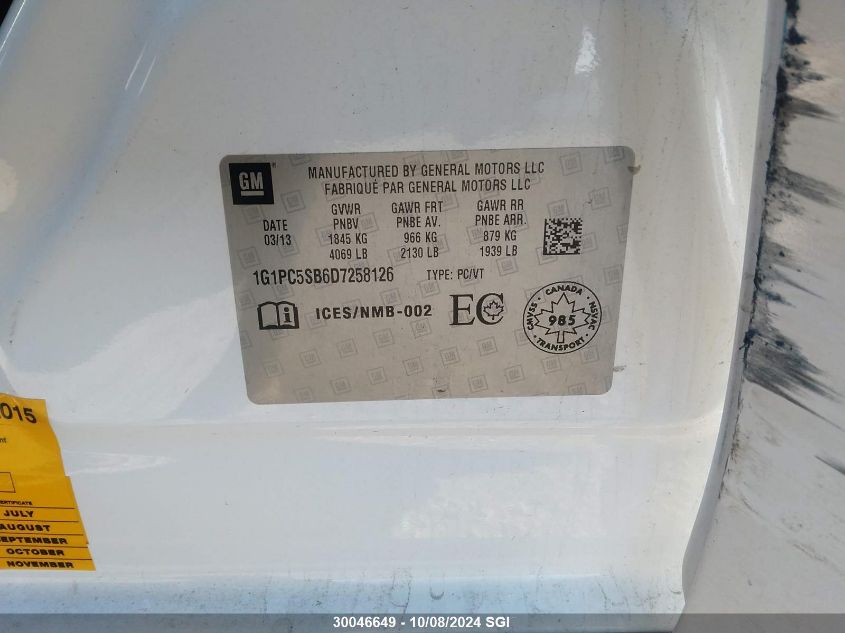 GM
MANUFACTURED BY GENERAL MOTORS LLC
FABRIQUÉ PAR GENERAL MOTORS LLC
GVWR GAWR FRT GAWR RR
DATE PNBV PNBE AV. PNBE ARR.
03/13 1845 KG 966 KG 879 KG
4069 LB 2130 LB 1939 LB
1G1PC5SB6D7258126 TYPE: PC/VT
ICES/NMB-002 EC
CANADA
CMVSS 985 NSVAC
TRANSPORT
015
JULY
AUGUST
SEPTEMBER
OCTOBER
NOVEMBER
30046649 - 10/08/2024 SGI